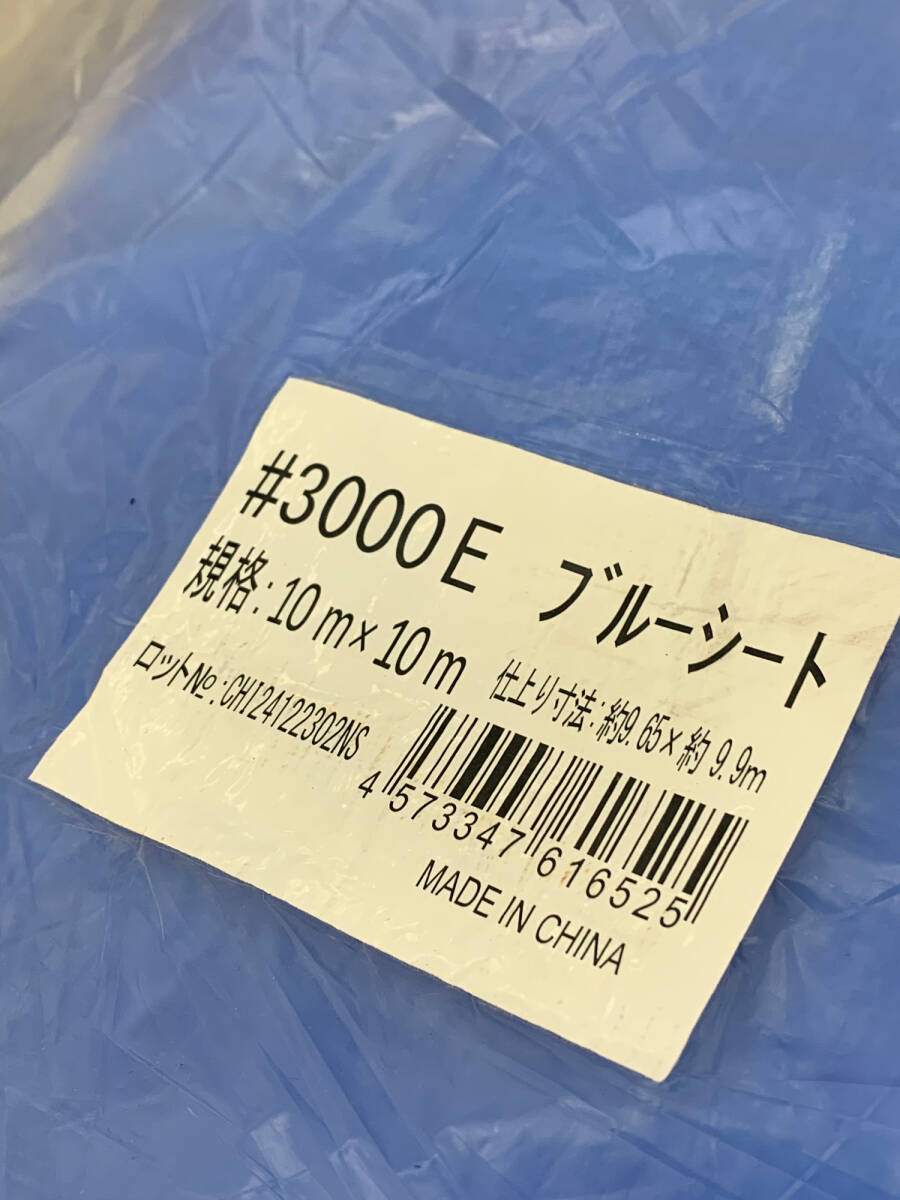 #3000E ブルーシート
規格:10m×10m
仕上り寸法:約9.65×約9.9m
ロット№:CHI24122302NS
4 573347 616525
MADE IN CHINA